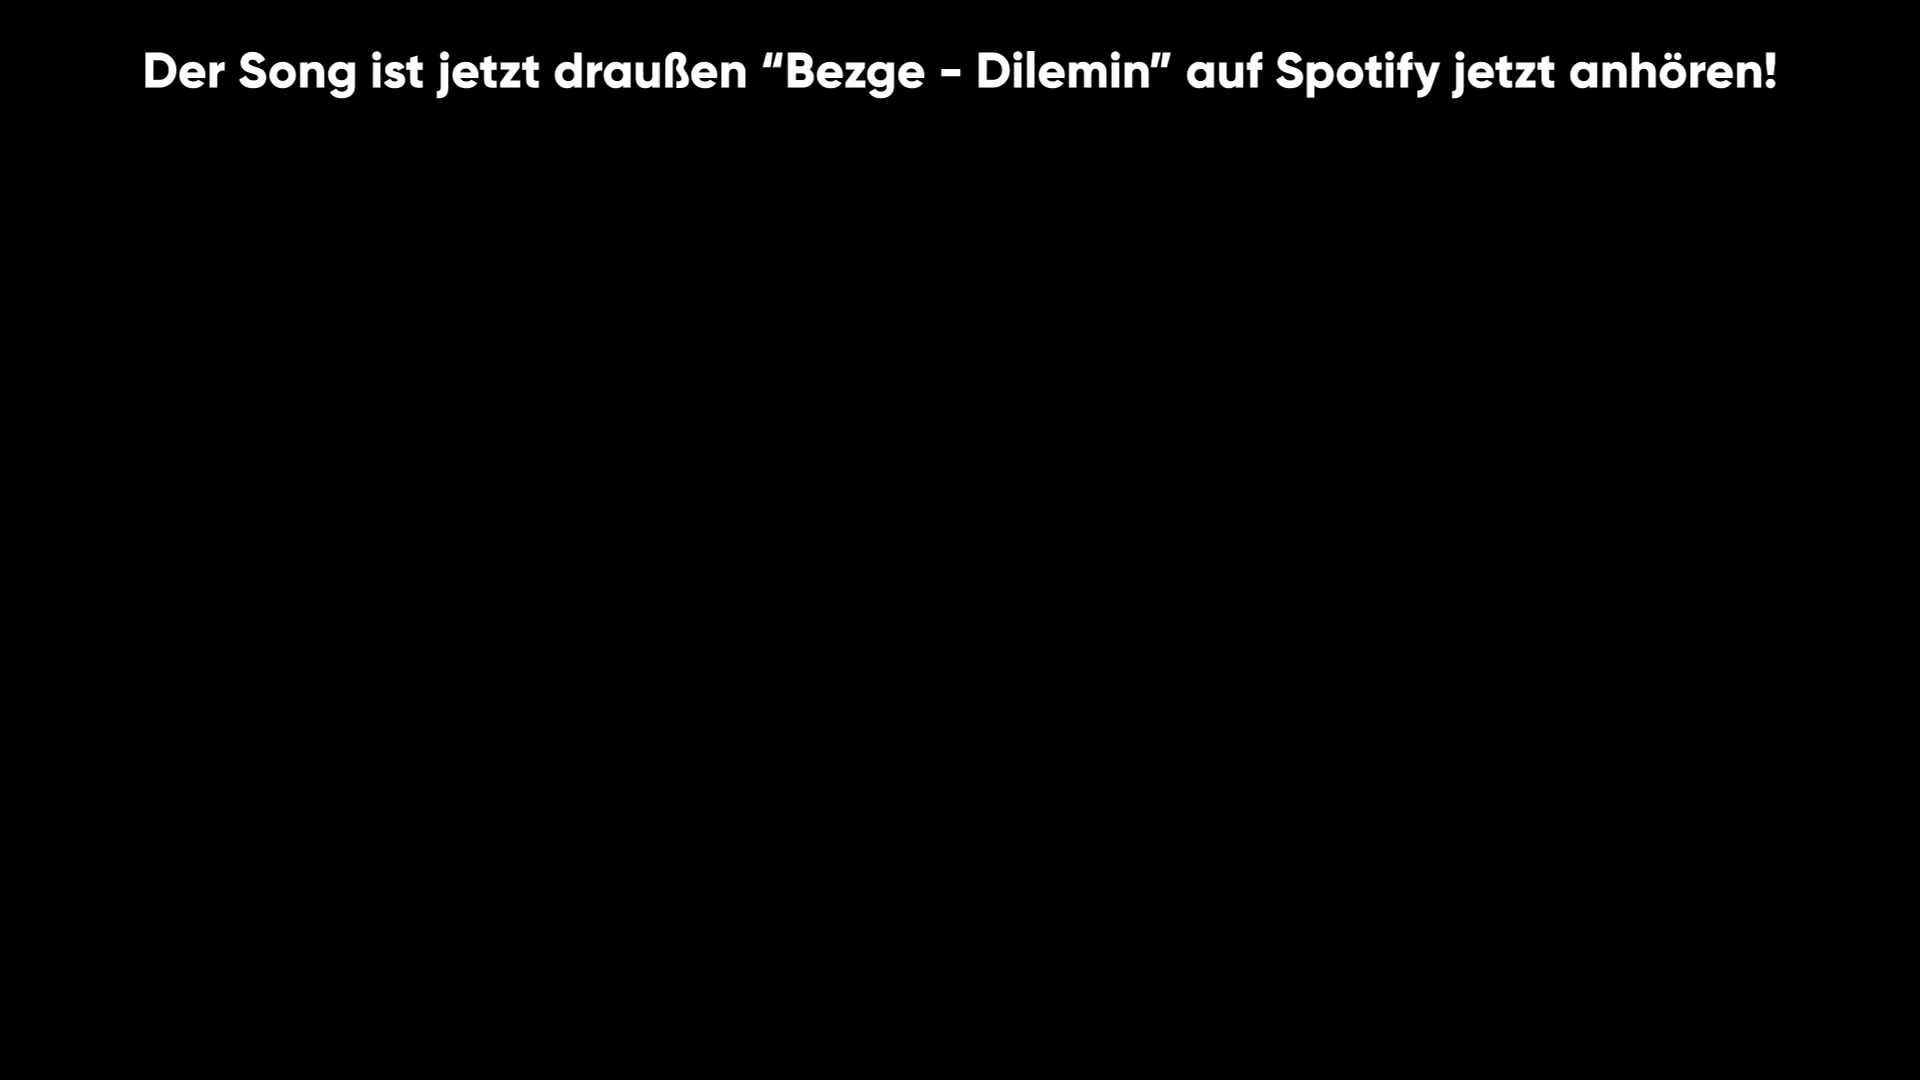 Der Song ist jetzt draußen “Bezge - Dilemin” auf Spotify jetzt anhören!